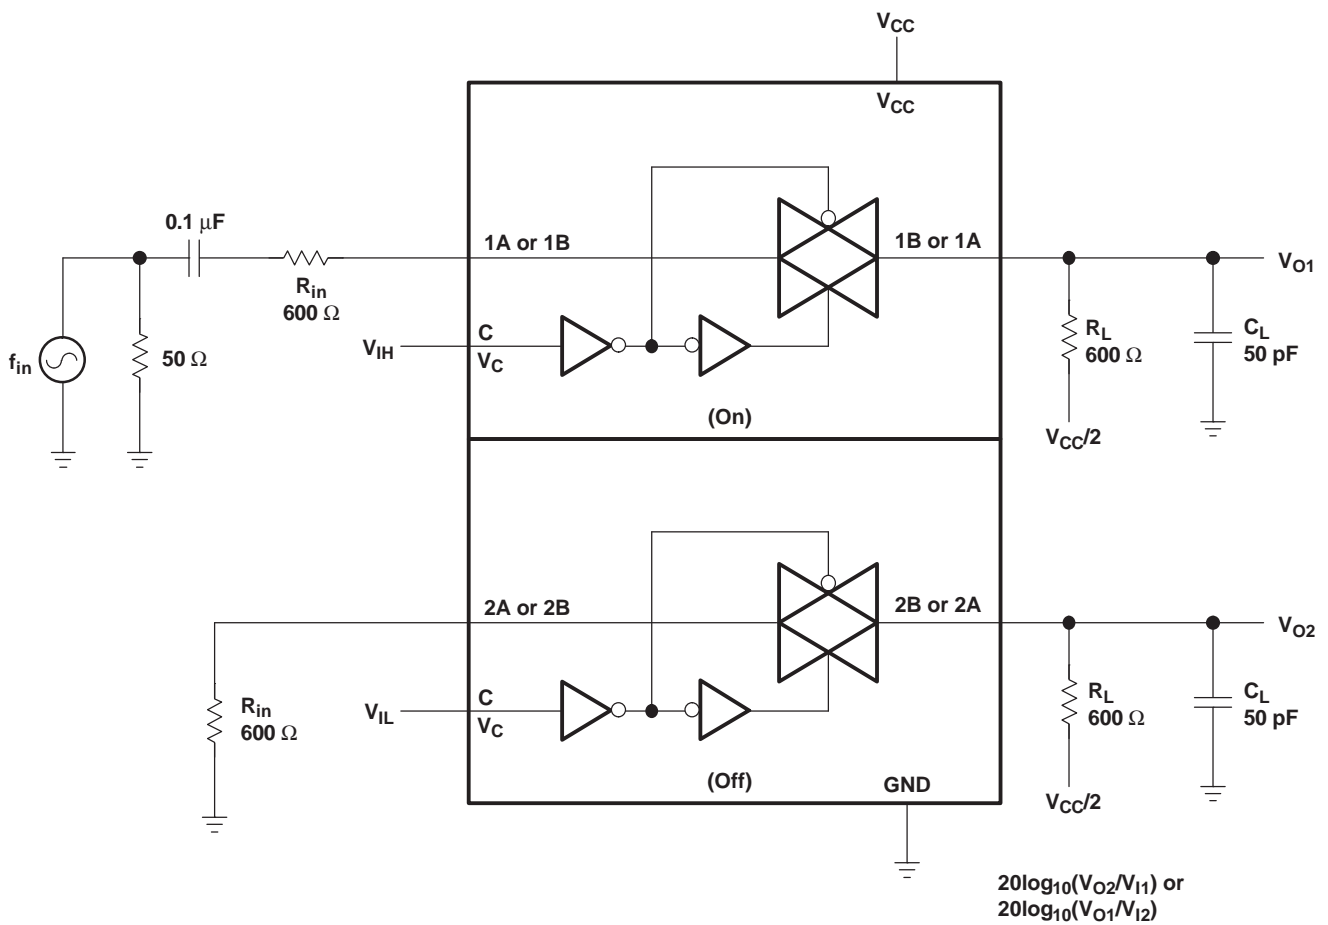 VCC
VCC
0.1 μF
1A or 1B
1B or 1A
VO1
Rin
600 Ω
fin
50 Ω
VIH
C
VC
RL
600 Ω
CL
50 pF
(On)
VCC/2
2A or 2B
2B or 2A
VO2
Rin
600 Ω
VIL
C
VC
RL
600 Ω
CL
50 pF
(Off)
GND
VCC/2
20log10(VO2/VI1) or
20log10(VO1/VI2)